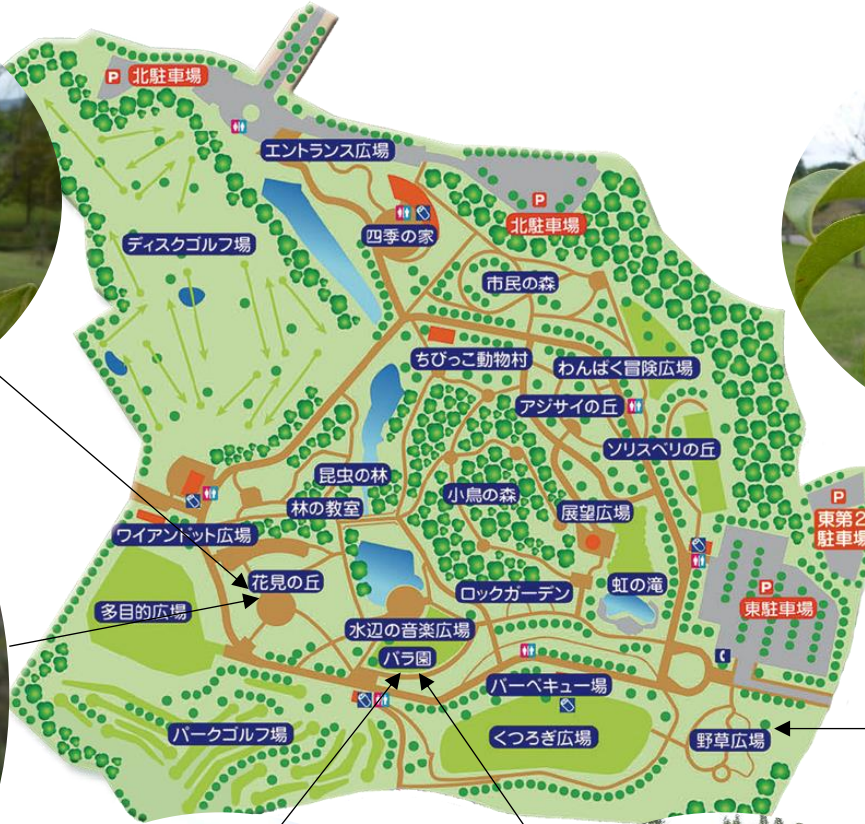 P 北駐車場
エントランス広場
P
北駐車場
四季の家
ディスクゴルフ場
市民の森
ちびっこ動物村
わんぱく冒険広場
アジサイの丘
ソリスベリの丘
昆虫の林
小鳥の森
林の教室
展望広場
P
東第2
駐車場
ワイアンドット広場
花見の丘
ロックガーデン
虹の滝
P
東駐車場
多目的広場
水辺の音楽広場
バラ園
バーベキュー場
パークゴルフ場
くつろぎ広場
野草広場